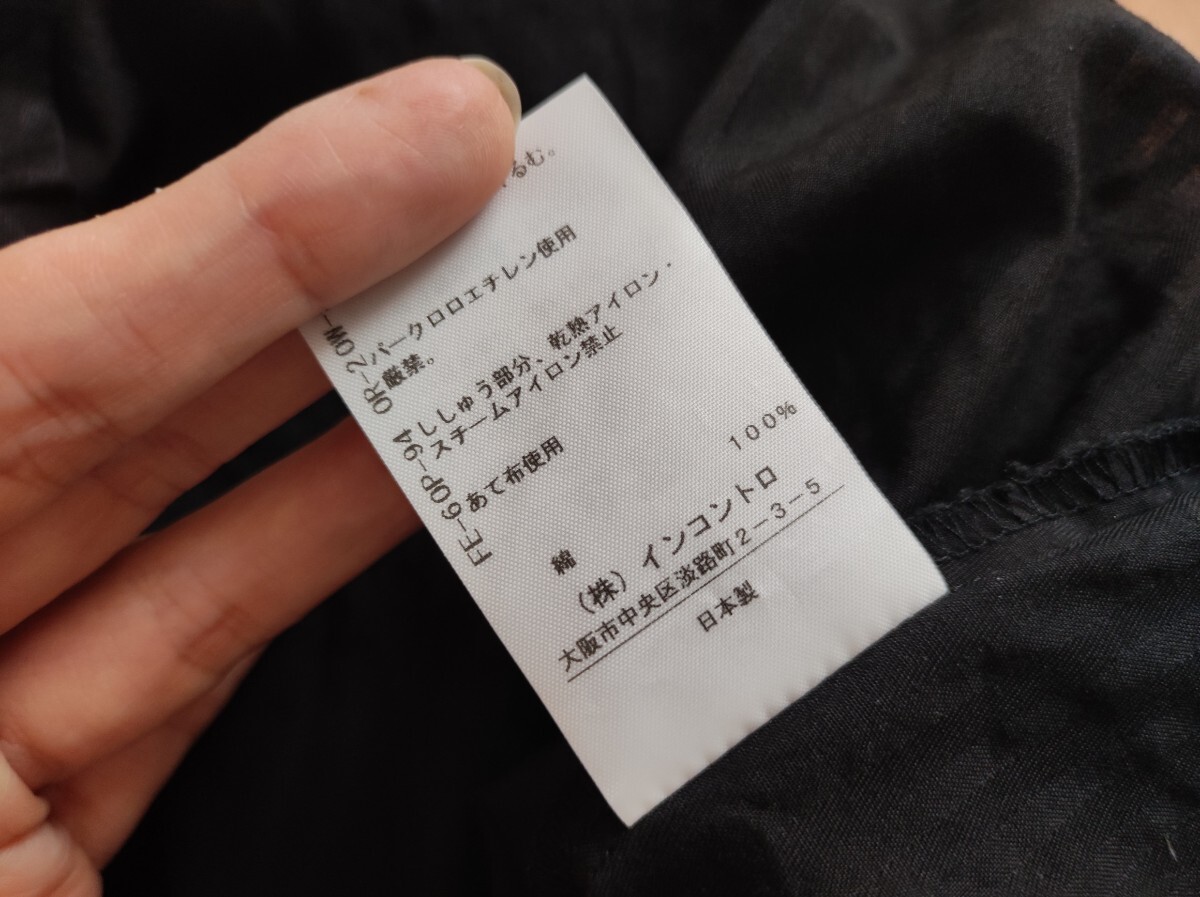 るむ。
パークロロエチレン使用
厳禁。
ししゅう部分、乾熱アイロン・
スチームアイロン禁止
あて布使用
綿 100%
(株) インコントロ
大阪市中央区淡路町2-3-5
日本製
FE-60P-94 OR-20W-